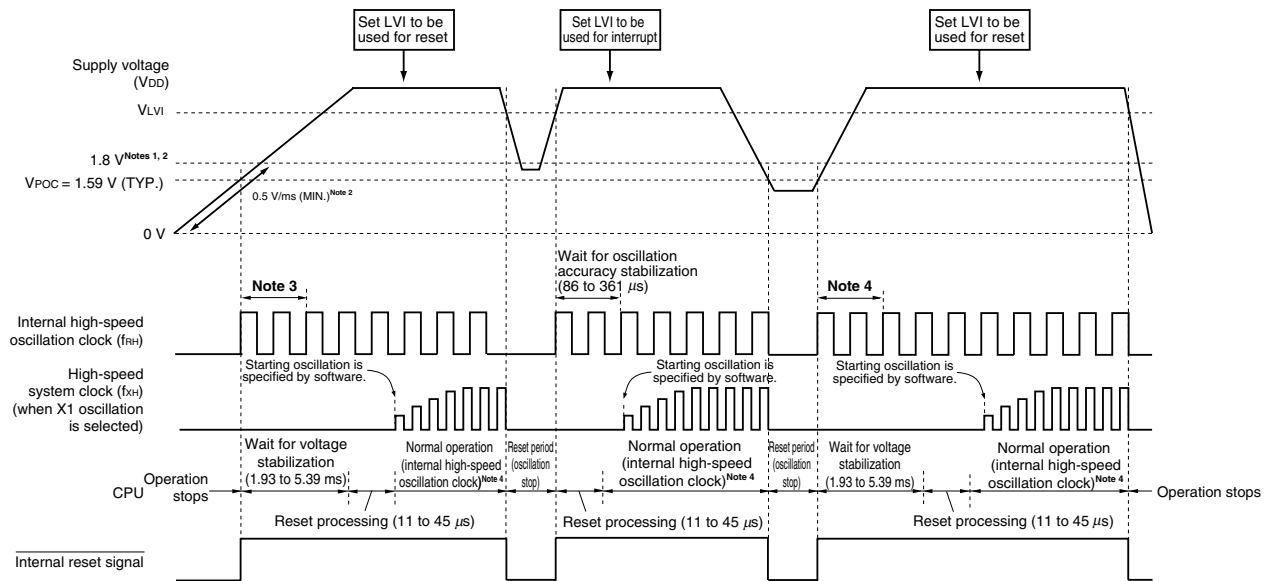 Set LVI to be
used for reset
Set LVI to be
used for interrupt
Set LVI to be
used for reset
Supply voltage
(VDD)
VLVI
1.8 VNotes 1, 2
VPOC = 1.59 V (TYP.)
0.5 V/ms (MIN.)Note 2
0 V
Wait for oscillation
accuracy stabilization
(86 to 361 μs)
Note 3
Note 4
Internal high-speed
oscillation clock (fRH)
Starting oscillation is
specified by software.
Starting oscillation is
specified by software.
Starting oscillation is
specified by software.
High-speed
system clock (fXH)
(when X1 oscillation
is selected)
Wait for voltage
stabilization
(1.93 to 5.39 ms)
Normal operation
(internal high-speed
oscillation clock)Note 4
Reset period
(oscillation
stop)
Normal operation
(internal high-speed
oscillation clock)Note 4
Reset period
(oscillation
stop)
Wait for voltage
stabilization
(1.93 to 5.39 ms)
Normal operation
(internal high-speed
oscillation clock)Note 4
CPU
Operation
stops
Operation stops
Reset processing (11 to 45 μs)
Reset processing (11 to 45 μs)
Reset processing (11 to 45 μs)
Internal reset signal